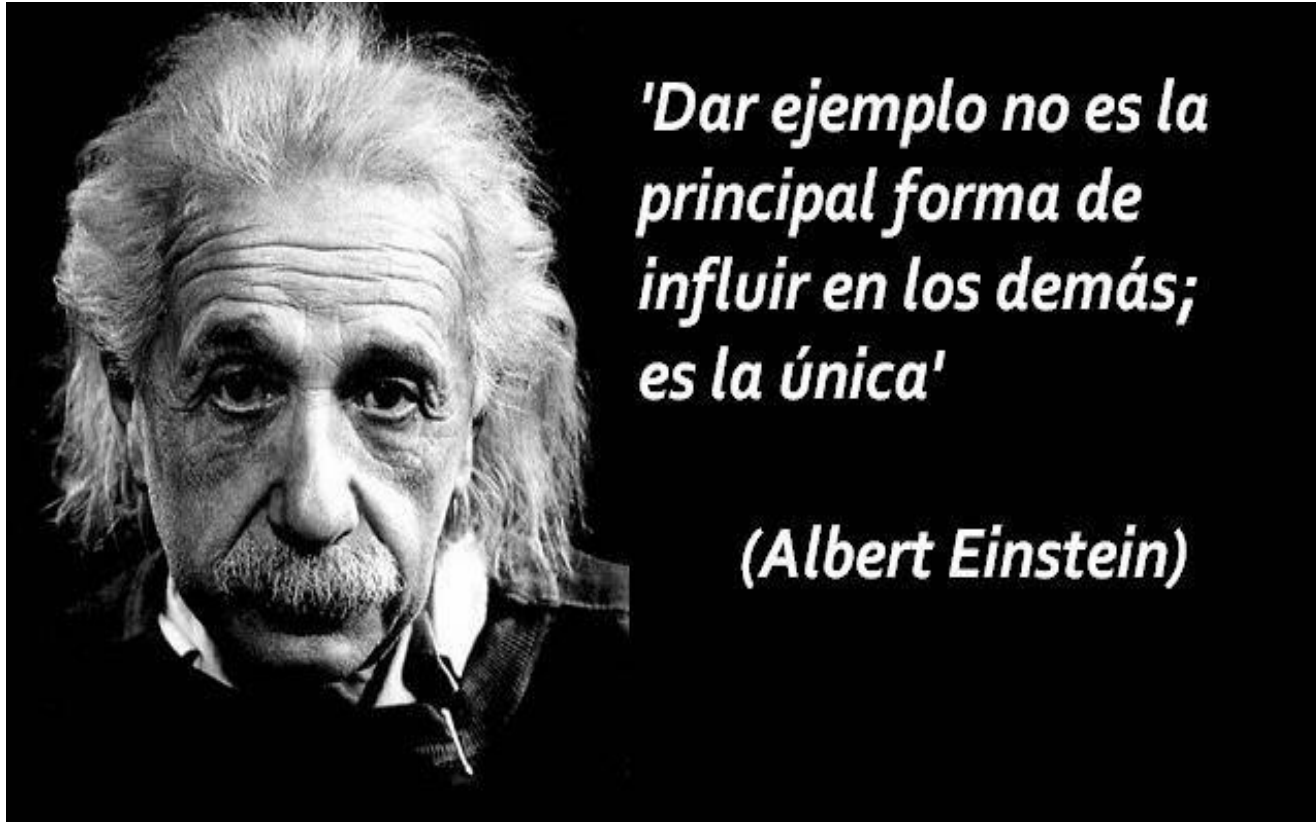 'Dar ejemplo no es la
principal forma de
influir en los demás;
es la única'
(Albert Einstein)